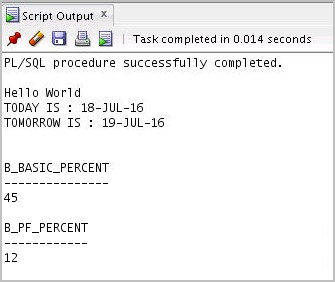 Script Output x
Task completed in 0.014 seconds
PL/SQL procedure successfully completed.
Hello World
TODAY IS : 18-JUL-16
TOMORROW IS : 19-JUL-16
B_BASIC_PERCENT
---------------
45
B_PF_PERCENT
------------
12